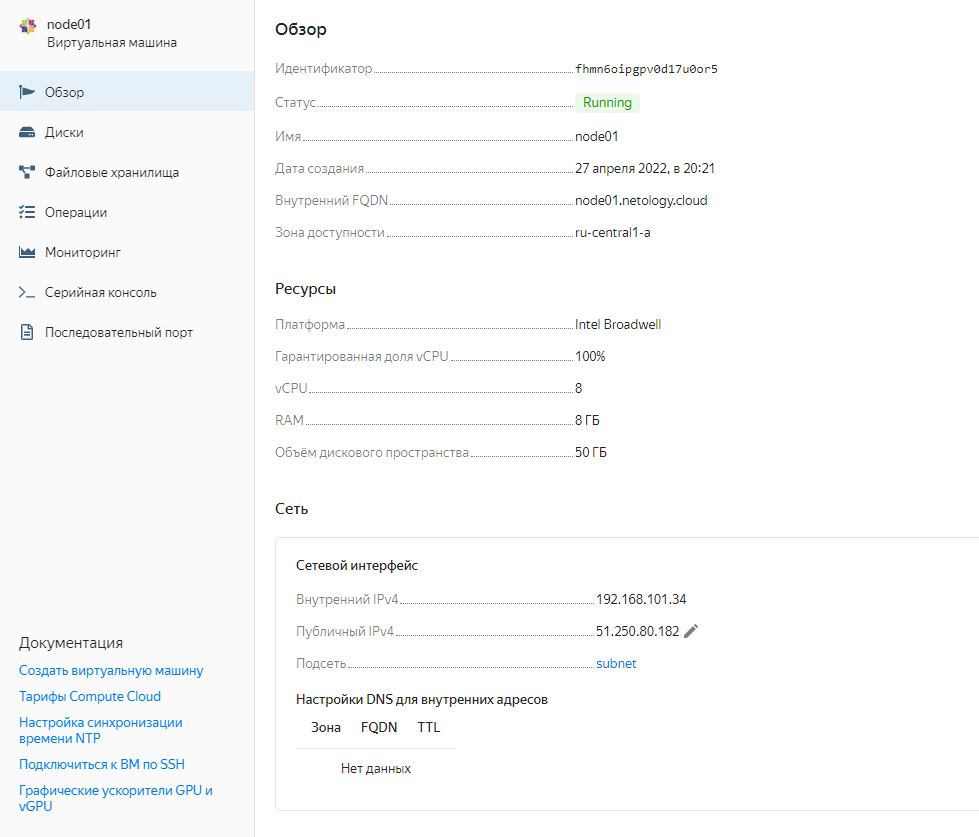 node01
Виртуальная машина
Обзор
Диски
Файловые хранилища
Операции
Мониторинг
Серийная консоль
Последовательный порт
Документация
Создать виртуальную машину
Тарифы Compute Cloud
Настройка синхронизации
времени NTP
Подключиться к ВМ по SSH
Графические ускорители GPU и
vGPU
Обзор
Идентификатор fhmn6oipgpv0d17u0or5
Статус Running
Имя node01
Дата создания 27 апреля 2022, в 20:21
Внутренний FQDN node01.netology.cloud
Зона доступности ru-central1-a
Ресурсы
Платформа Intel Broadwell
Гарантированная доля vCPU 100%
vCPU 8
RAM 8 ГБ
Объём дискового пространства 50 ГБ
Сеть
Сетевой интерфейс
Внутренний IPv4 192.168.101.34
Публичный IPv4 51.250.80.182
Подсеть subnet
Настройки DNS для внутренних адресов
Зона FQDN TTL
Нет данных